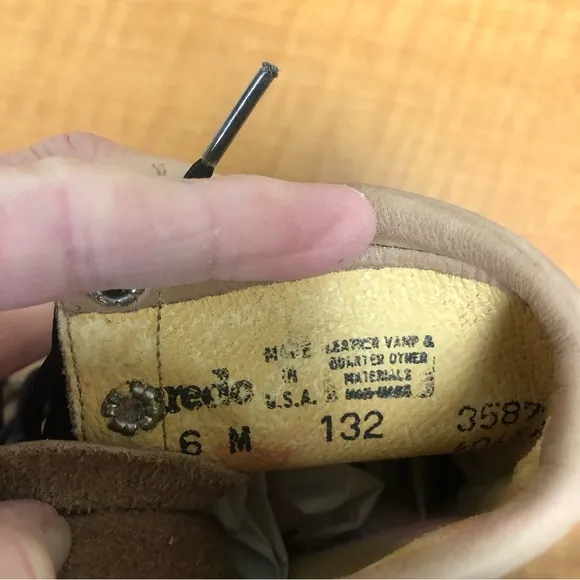 redo
MADE
IN
U.S.A.
LEATHER VAMP &
QUARTER OTHER
MATERIALS
6 M
132
3587